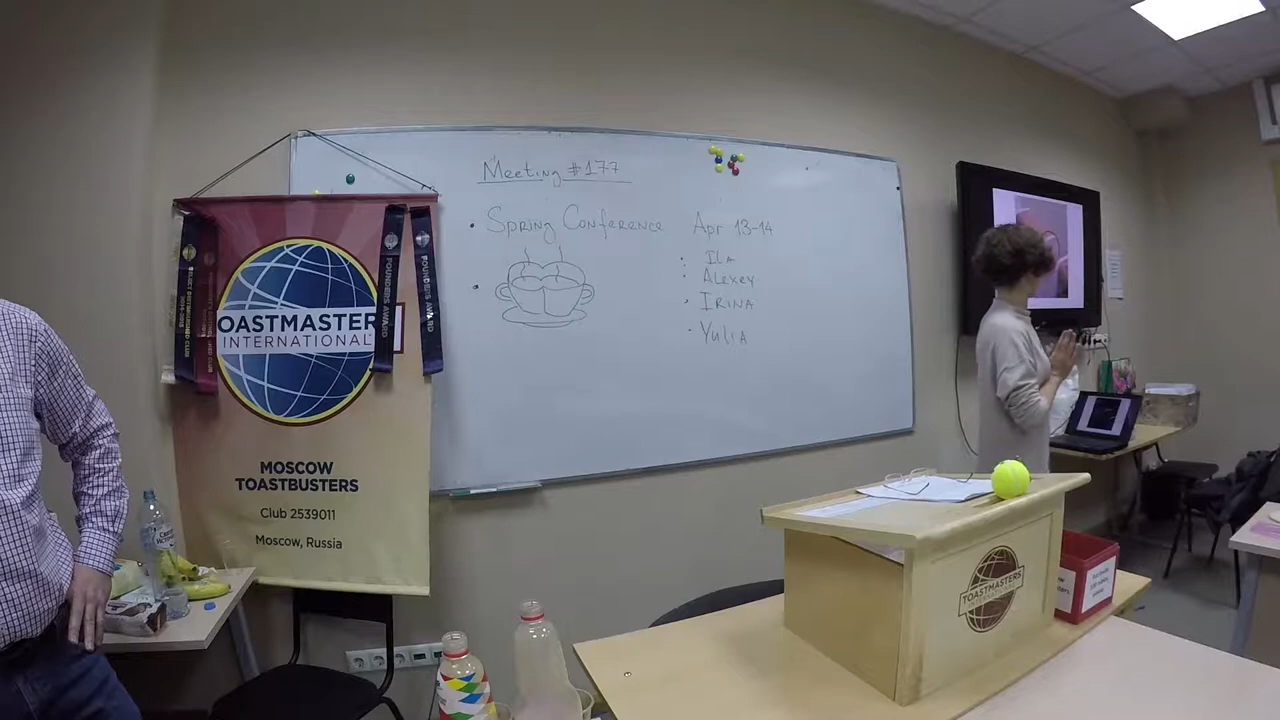 Meeting #177
Spring Conference Apr 13-14
Ila
Alexey
Irina
Yulia
OASTMASTER
INTERNATIONAL
FOUNDERS AWARD
FOUNDERS AWARD
MOSCOW
TOASTBUSTERS
Club 2539011
Moscow, Russia
TOASTMASTERS